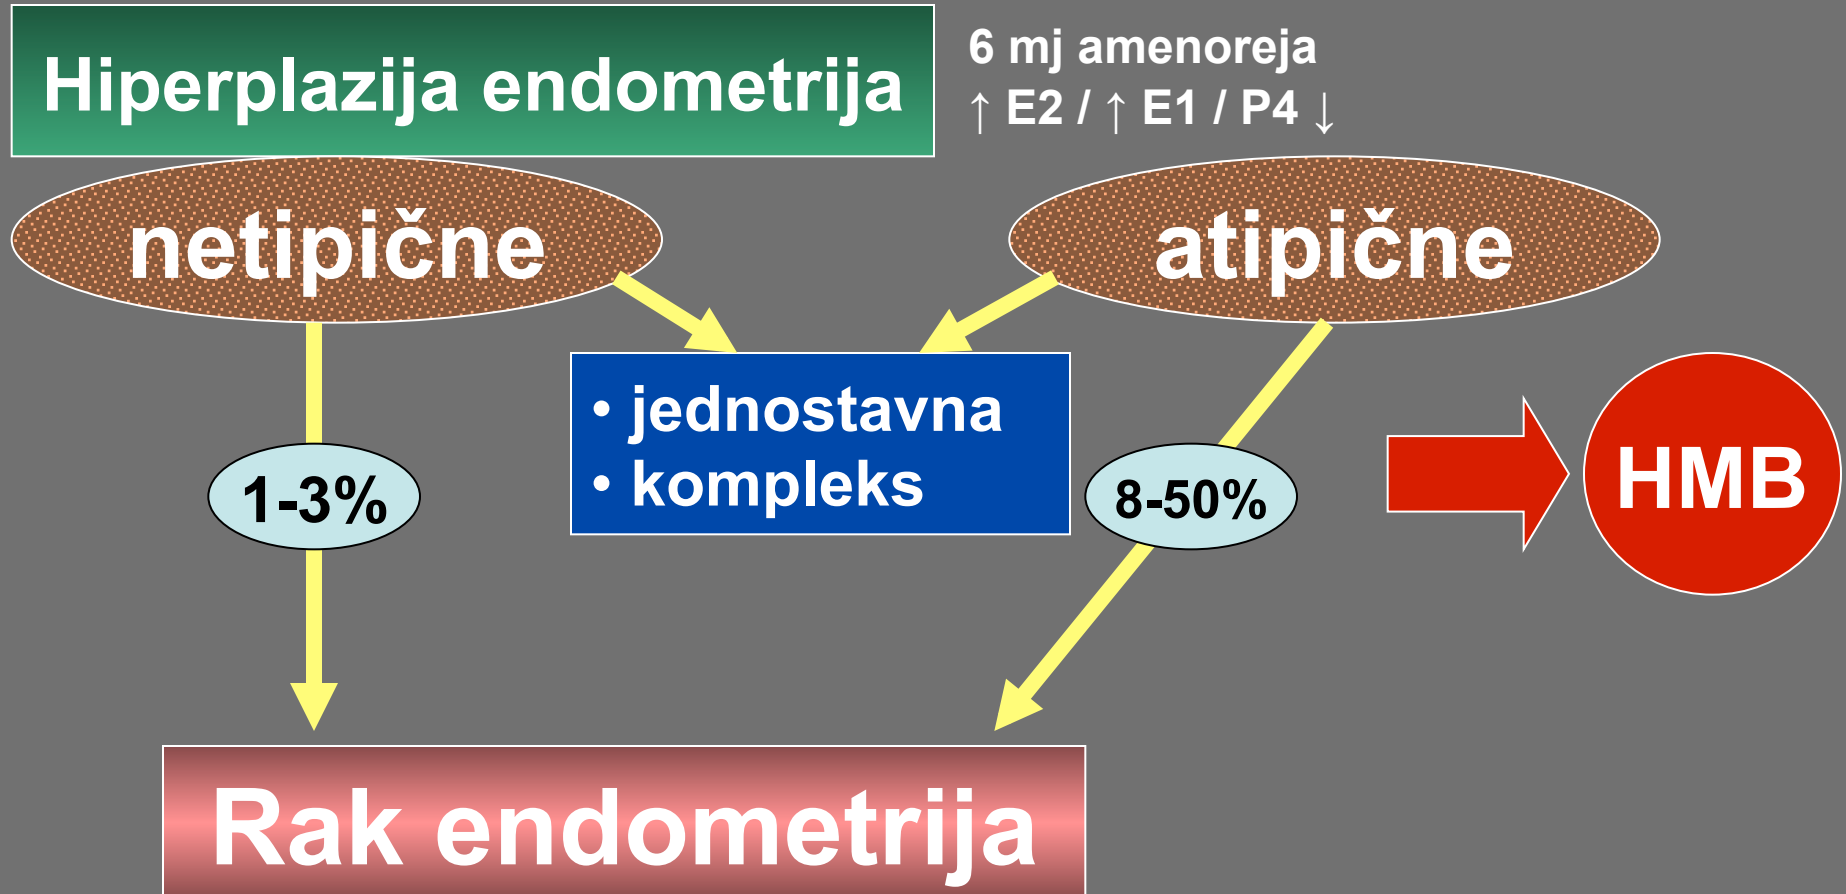 Hiperplazija endometrija
6 mj amenoreja
↑ E2 / ↑ E1 / P4 ↓
netipične
atipične
• jednostavna
• kompleks
1-3%
8-50%
HMB
Rak endometrija